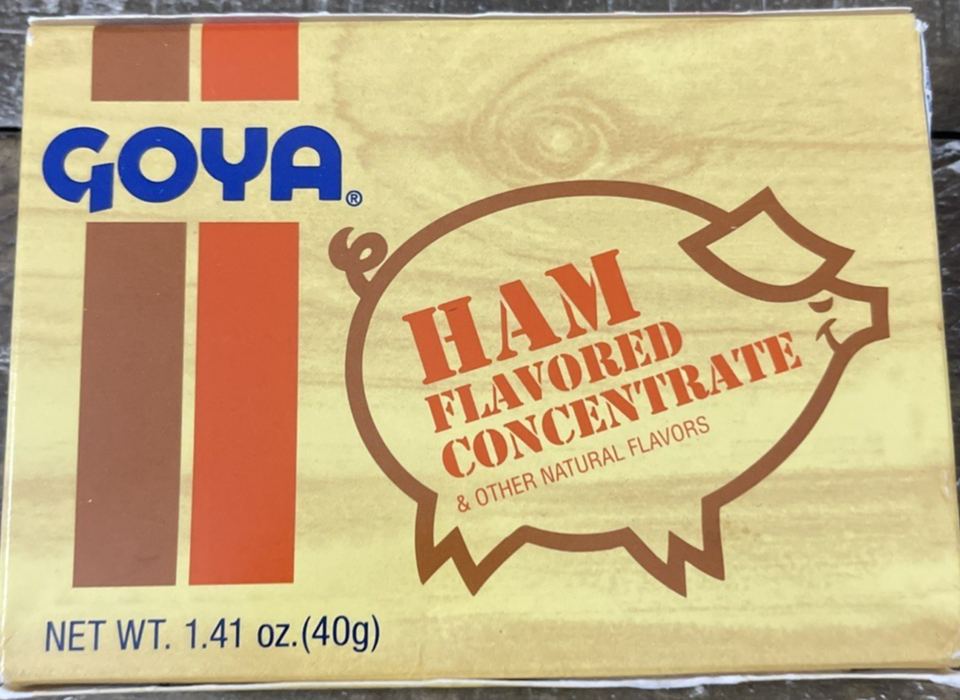 GOYA®
HAM
FLAVORED
CONCENTRATE
& OTHER NATURAL FLAVORS
NET WT. 1.41 oz.(40g)